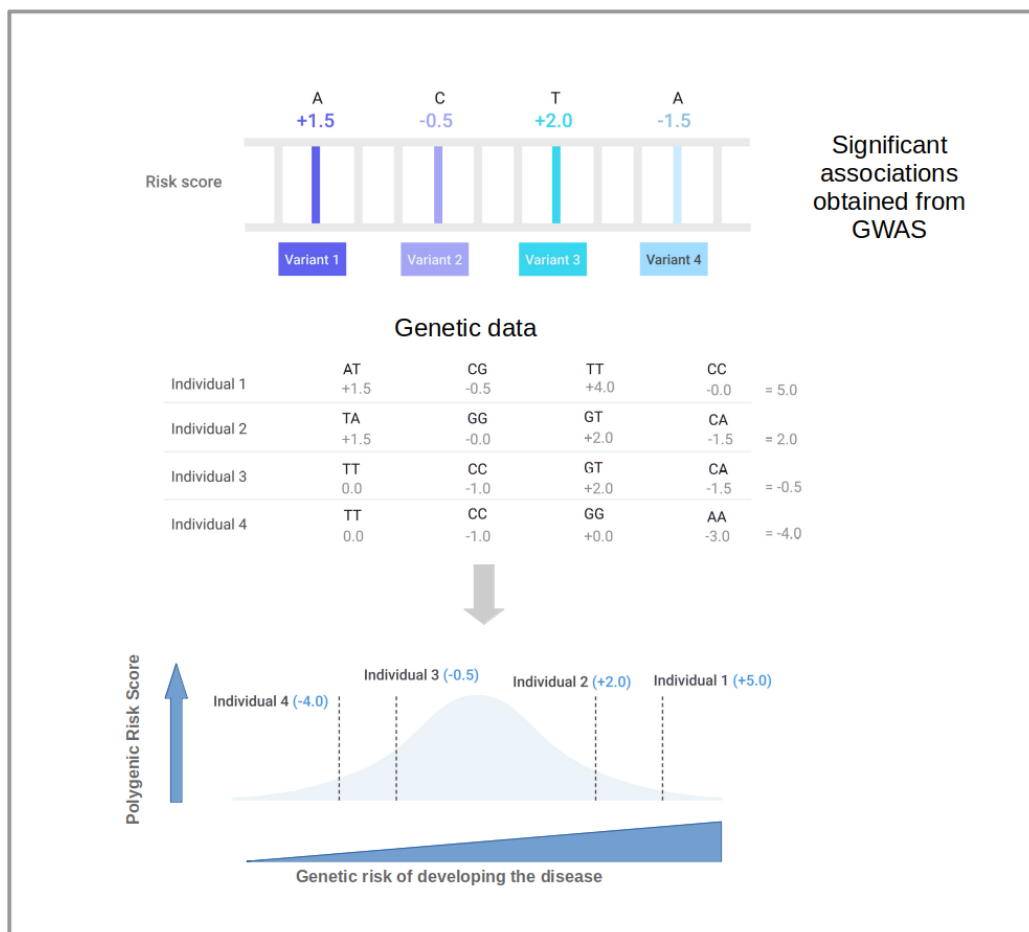 A C T A
+1.5 -0.5 +2.0 -1.5
Risk score
Significant
associations
obtained from
GWAS
Variant 1 Variant 2 Variant 3 Variant 4
Genetic data
AT CG TT CC
Individual 1
+1.5 -0.5 +4.0 -0.0 = 5.0
TA GG GT CA
Individual 2
+1.5 -0.0 +2.0 -1.5 = 2.0
TT CC GT CA
Individual 3
0.0 -1.0 +2.0 -1.5 = -0.5
TT CC GG AA
Individual 4
0.0 -1.0 +0.0 -3.0 = -4.0
Polygenic Risk Score
Individual 4 (-4.0)
Individual 3 (-0.5)
Individual 2 (+2.0)
Individual 1 (+5.0)
Genetic risk of developing the disease